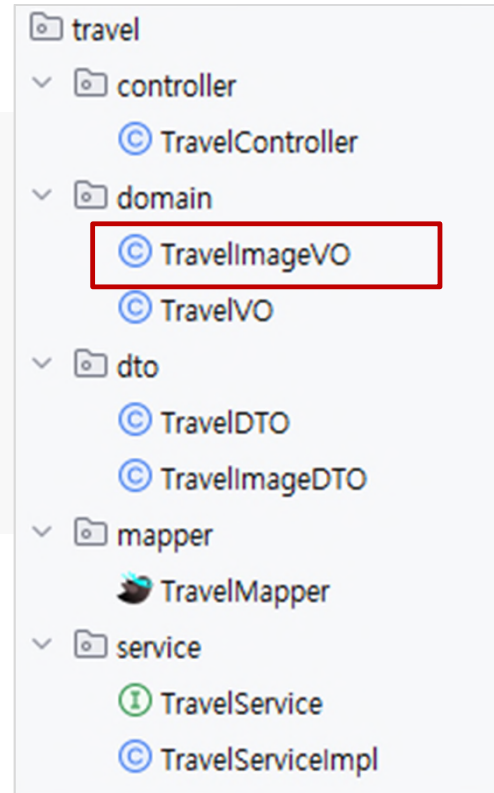 travel
controller
C TravelController
domain
C TravelImageVO
C TravelVO
dto
C TravelDTO
C TravelImageDTO
mapper
TravelMapper
service
I TravelService
C TravelServiceImpl